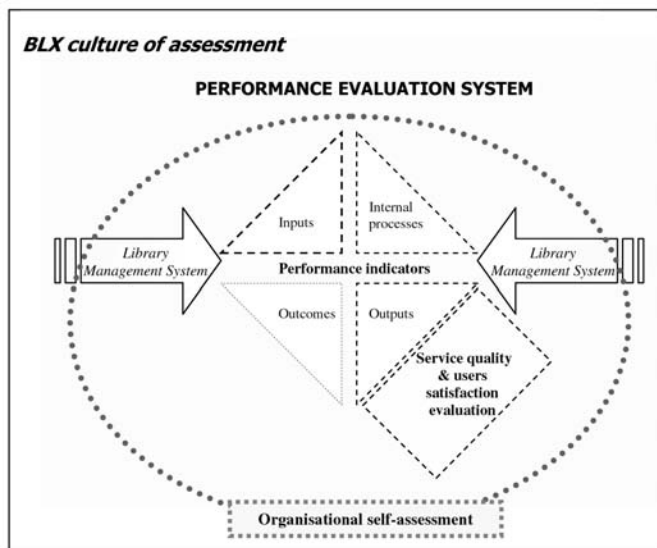 BLX culture of assessment
PERFORMANCE EVALUATION SYSTEM
Inputs
Internal
processes
Library
Management System
Performance indicators
Library
Management System
Outcomes
Outputs
Service quality
& users
satisfaction
evaluation
Organisational self-assessment